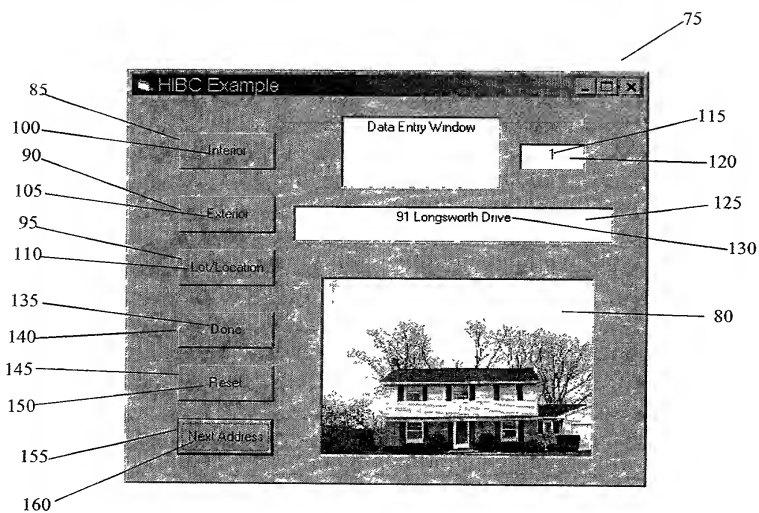 75
HIBC Example
85
Data Entry Window
115
100
Interior
1
120
90
105
Exterior
125
95
91 Longsworth Drive
130
110
Lot/Location
135
80
140
Done
145
Reset
150
Next Address
155
160